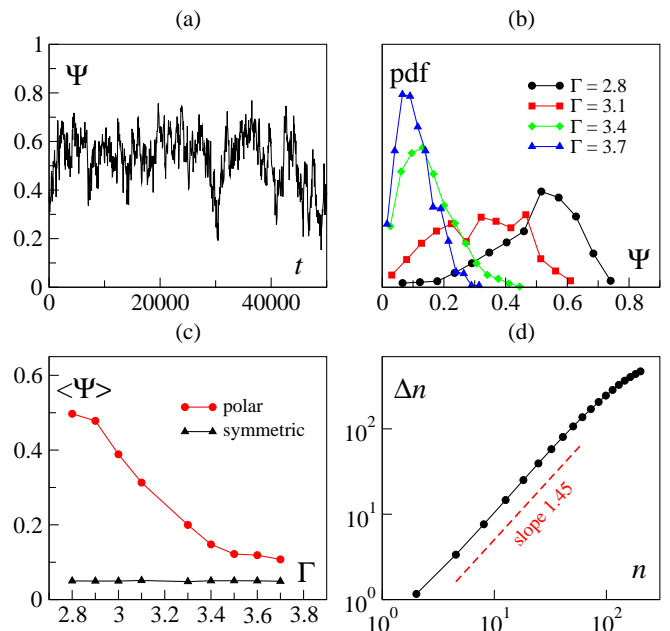 (a)
1
0.8
0.6
0.4
0.2
0
Ψ
0
20000
40000
t
(b)
pdf
Γ = 2.8
Γ = 3.1
Γ = 3.4
Γ = 3.7
Ψ
0
0.2
0.4
0.6
0.8
(c)
<Ψ>
0.6
0.4
0.2
0
polar
symmetric
Γ
2.8
3
3.2
3.4
3.6
3.8
(d)
Δn
10^2
10^1
10^0
slope 1.45
n
10^0
10^1
10^2